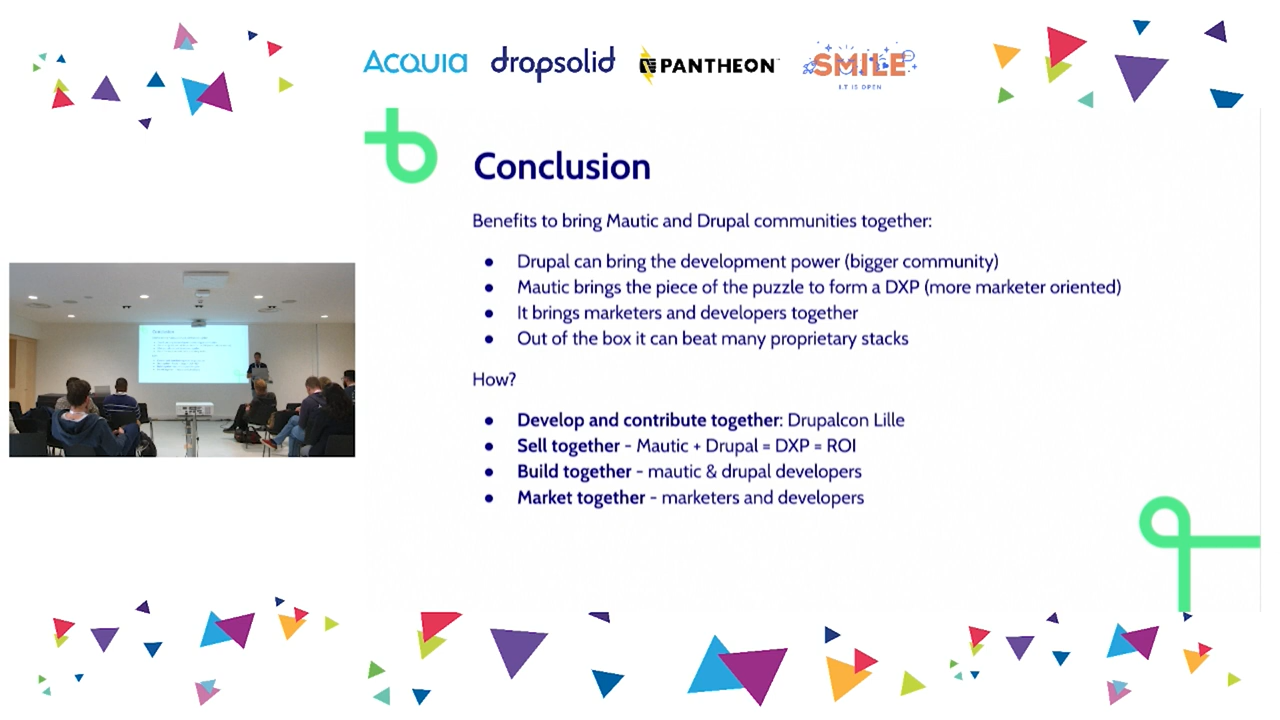 ACQUIA dropsolid PANTHEON SMILE
I.T IS OPEN
Conclusion
Benefits to bring Mautic and Drupal communities together:
● Drupal can bring the development power (bigger community)
● Mautic brings the piece of the puzzle to form a DXP (more marketer oriented)
● It brings marketers and developers together
● Out of the box it can beat many proprietary stacks
How?
● Develop and contribute together: Drupalcon Lille
● Sell together - Mautic + Drupal = DXP = ROI
● Build together - mautic & drupal developers
● Market together - marketers and developers